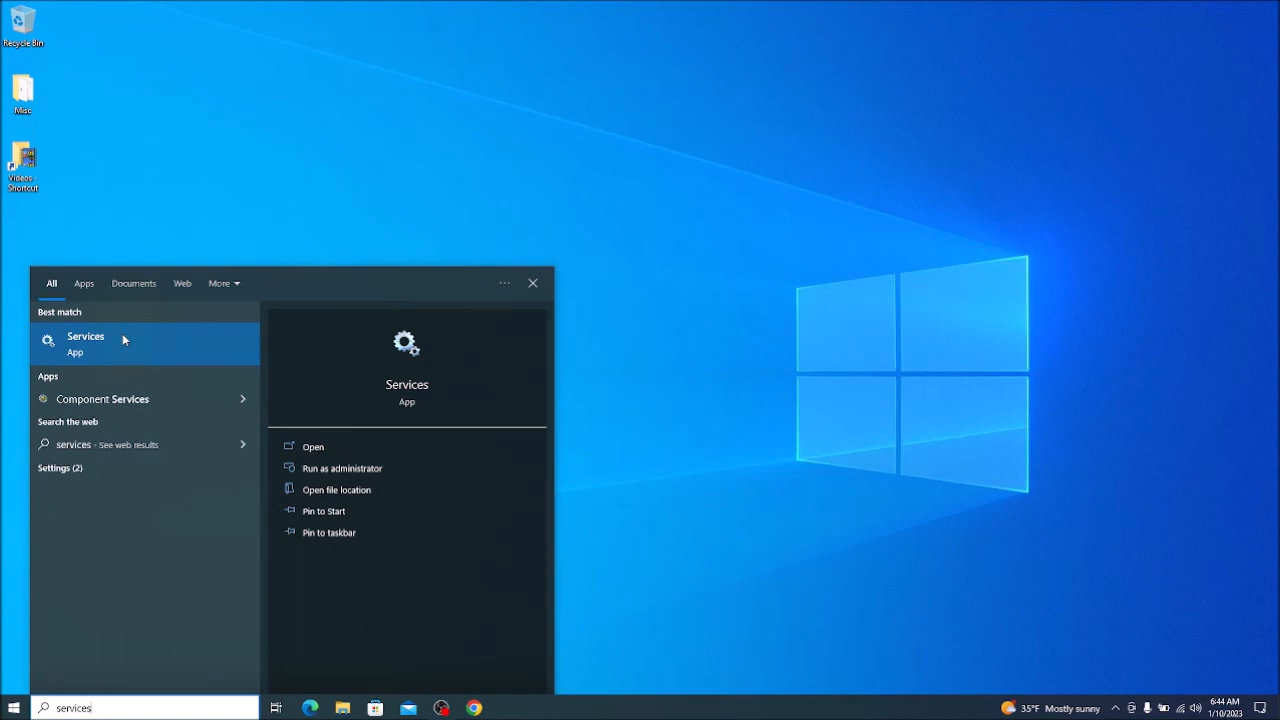 Recycle Bin
Misc
Videos -
Shortcut
All Apps Documents Web More
Best match
Services
App
Apps
Component Services
Search the web
services - See web results
Settings (2)
Services
App
Open
Run as administrator
Open file location
Pin to Start
Pin to taskbar
services
35°F Mostly sunny
6:44 AM
1/10/2023